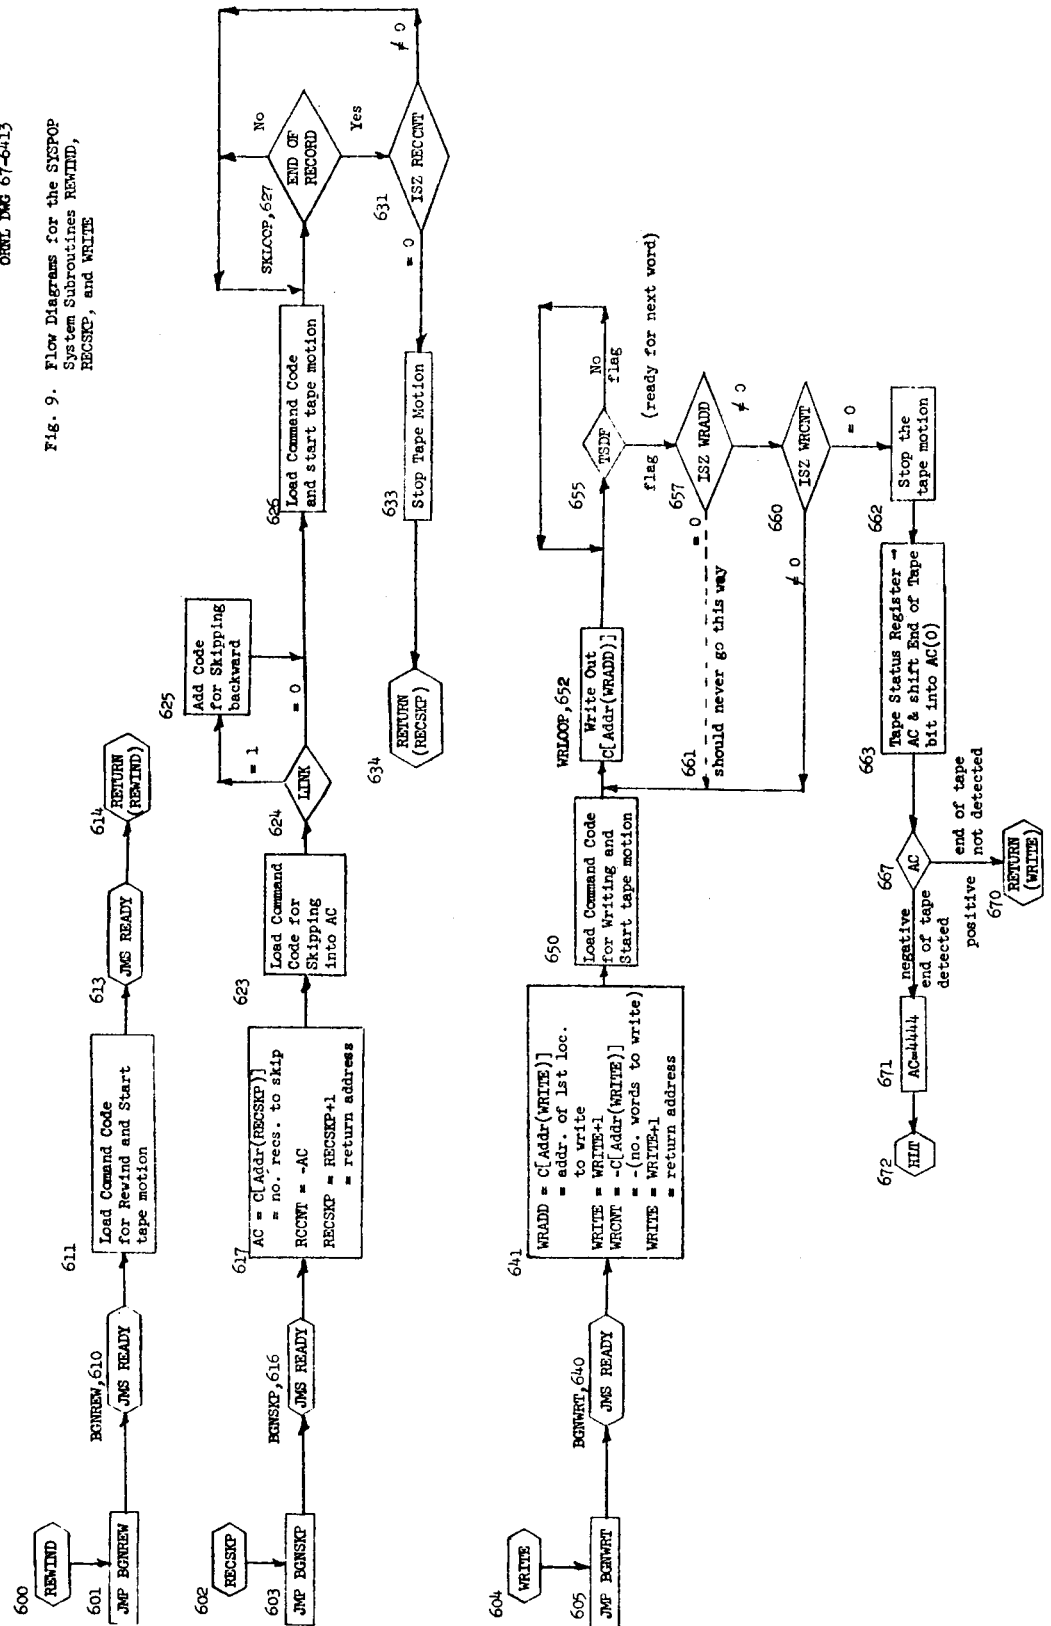 ORNL DWG 67-6413
Fig. 9. Flow Diagrams for the SYSPOP
System Subroutines REWIND,
RECSKP, and WRITE
600
REWIND
601
JMP BGNREW
BGNREW,610
JMS READY
611
Load Command Code
for Rewind and Start
tape motion
613
JMS READY
614
RETURN
(REWIND)
602
RECSKP
603
JMP BGNSKP
BGNSKP,616
JMS READY
617
AC = C[Addr(RECSKP)]
= no. recs. to skip
RCCNT = -AC
RECSKP = RECSKP+1
= return address
623
Load Command
Code for
Skipping
into AC
624
LINK
= 1
= 0
625
Add Code
for Skipping
backward
626
Load Command Code
and start tape motion
SKLOOP,627
END OF
RECORD
No
Yes
631
ISZ RECCNT
≠ 0
= 0
633
Stop Tape Motion
634
RETURN
(RECSKP)
604
WRITE
605
JMP BGNWRT
BGNWRT,640
JMS READY
641
WRADD = C[Addr(WRITE)]
= addr. of 1st loc.
to write
WRITE = WRITE+1
WRCNT = -C[Addr(WRITE)]
= -(no. words to write)
WRITE = WRITE+1
= return address
650
Load Command Code
for Writing and
Start tape motion
WRLOOP,652
Write Out
C[Addr(WRADD)]
655
TSDF
No
flag
flag (ready for next word)
657
ISZ WRADD
= 0
≠ 0
661
should never go this way
660
ISZ WRCNT
≠ 0
= 0
662
Stop the
tape motion
663
Tape Status Register →
AC & shift End of Tape
bit into AC(0)
667
AC
negative
end of tape
detected
positive
end of tape
not detected
670
RETURN
(WRITE)
671
AC=4444
672
HLT